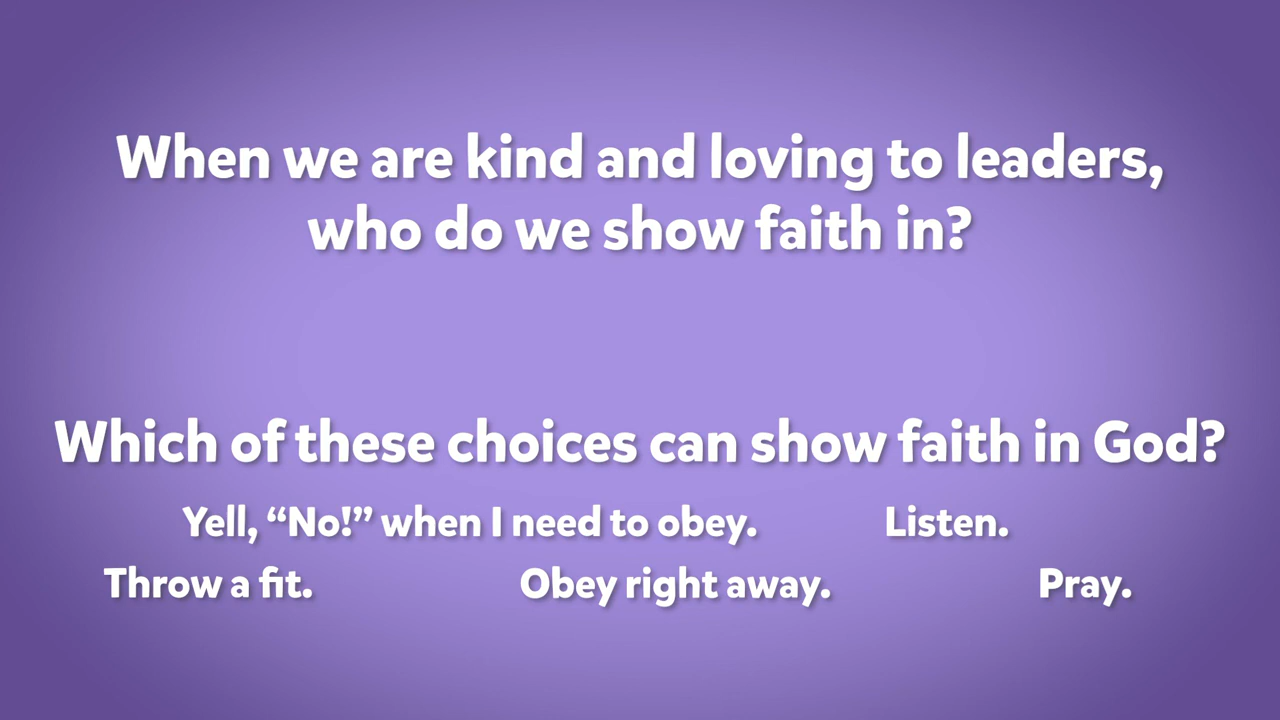 When we are kind and loving to leaders,
who do we show faith in?
Which of these choices can show faith in God?
Yell, “No!” when I need to obey. Listen.
Throw a fit. Obey right away. Pray.